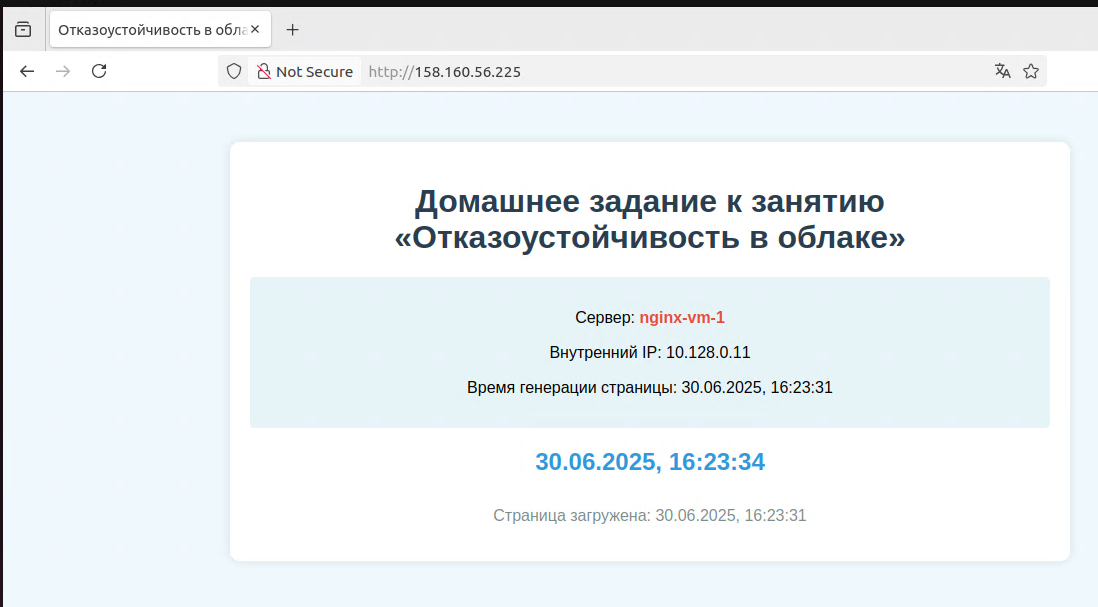 Отказоустойчивость в обла
Not Secure http://158.160.56.225
Домашнее задание к занятию
«Отказоустойчивость в облаке»
Сервер: nginx-vm-1
Внутренний IP: 10.128.0.11
Время генерации страницы: 30.06.2025, 16:23:31
30.06.2025, 16:23:34
Страница загружена: 30.06.2025, 16:23:31